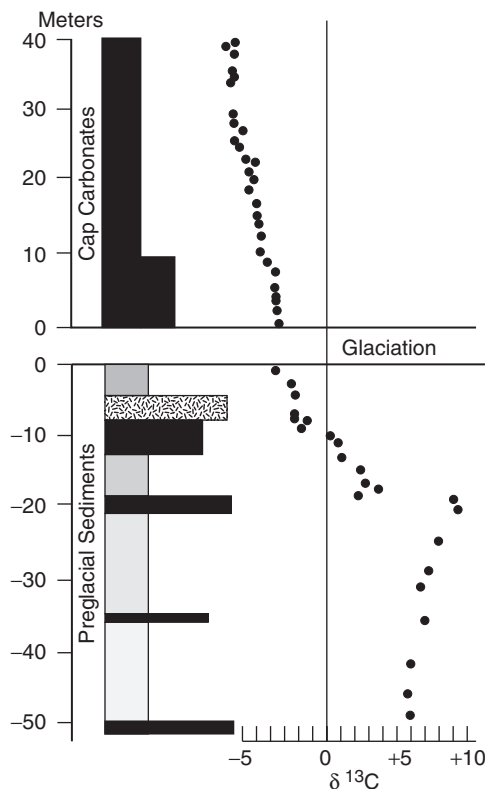 Meters
40
30
20
10
0
Cap Carbonates
Glaciation
0
–10
–20
–30
–40
–50
Preglacial Sediments
–5 0 +5 +10
δ 13C